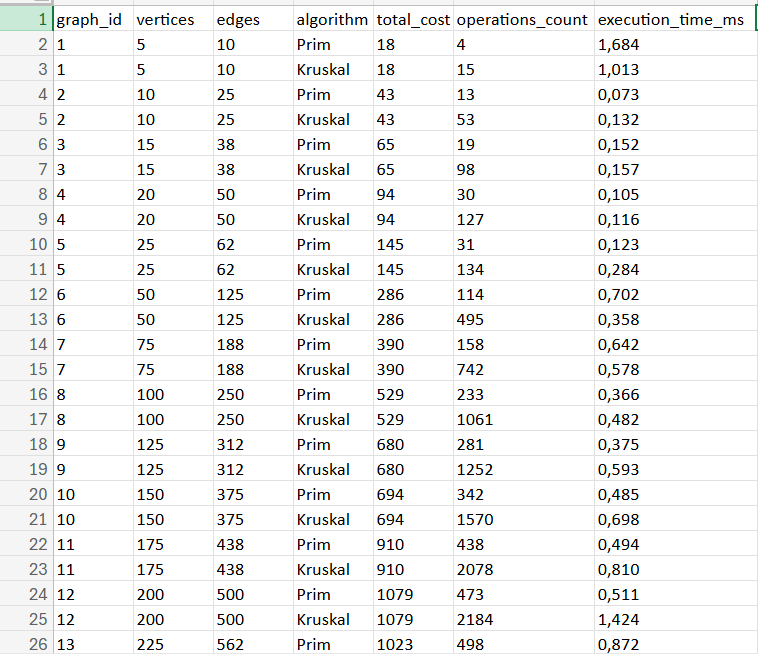 1 graph_id vertices edges algorithm total_cost operations_count execution_time_ms
2 1 5 10 Prim 18 4 1,684
3 1 5 10 Kruskal 18 15 1,013
4 2 10 25 Prim 43 13 0,073
5 2 10 25 Kruskal 43 53 0,132
6 3 15 38 Prim 65 19 0,152
7 3 15 38 Kruskal 65 98 0,157
8 4 20 50 Prim 94 30 0,105
9 4 20 50 Kruskal 94 127 0,116
10 5 25 62 Prim 145 31 0,123
11 5 25 62 Kruskal 145 134 0,284
12 6 50 125 Prim 286 114 0,702
13 6 50 125 Kruskal 286 495 0,358
14 7 75 188 Prim 390 158 0,642
15 7 75 188 Kruskal 390 742 0,578
16 8 100 250 Prim 529 233 0,366
17 8 100 250 Kruskal 529 1061 0,482
18 9 125 312 Prim 680 281 0,375
19 9 125 312 Kruskal 680 1252 0,593
20 10 150 375 Prim 694 342 0,485
21 10 150 375 Kruskal 694 1570 0,698
22 11 175 438 Prim 910 438 0,494
23 11 175 438 Kruskal 910 2078 0,810
24 12 200 500 Prim 1079 473 0,511
25 12 200 500 Kruskal 1079 2184 1,424
26 13 225 562 Prim 1023 498 0,872